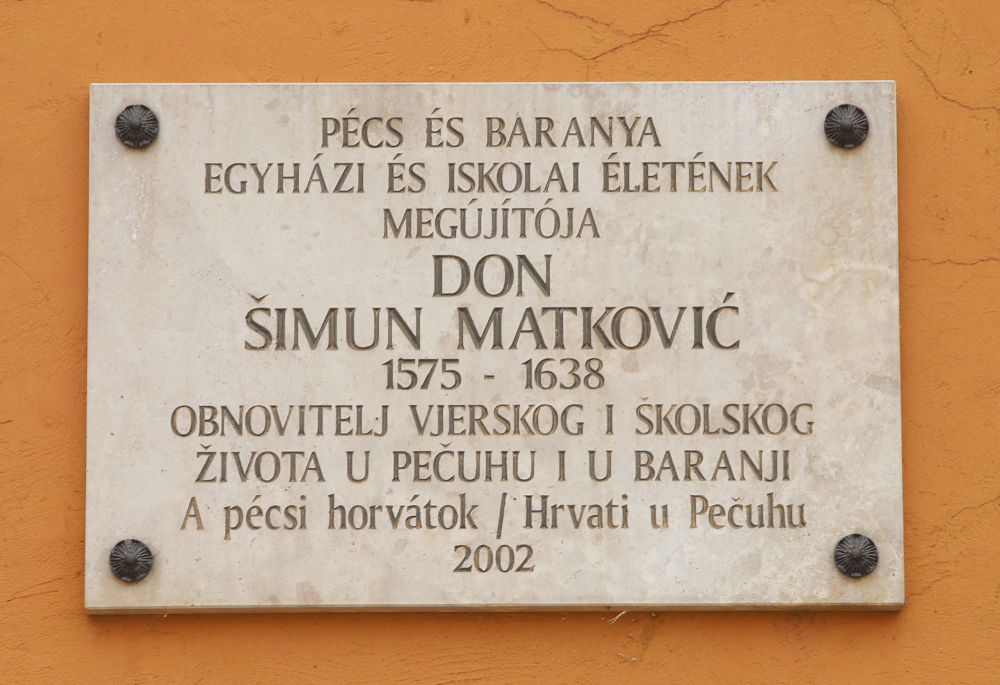 PÉCS ÉS BARANYA
EGYHÁZI ÉS ISKOLAI ÉLETÉNEK
MEGÚJÍTÓJA
DON
ŠIMUN MATKOVIĆ
1575 - 1638
OBNOVITELJ VJERSKOG I ŠKOLSKOG
ŽIVOTA U PEČUHU I U BARANJI
A pécsi horvátok / Hrvati u Pečuhu
2002